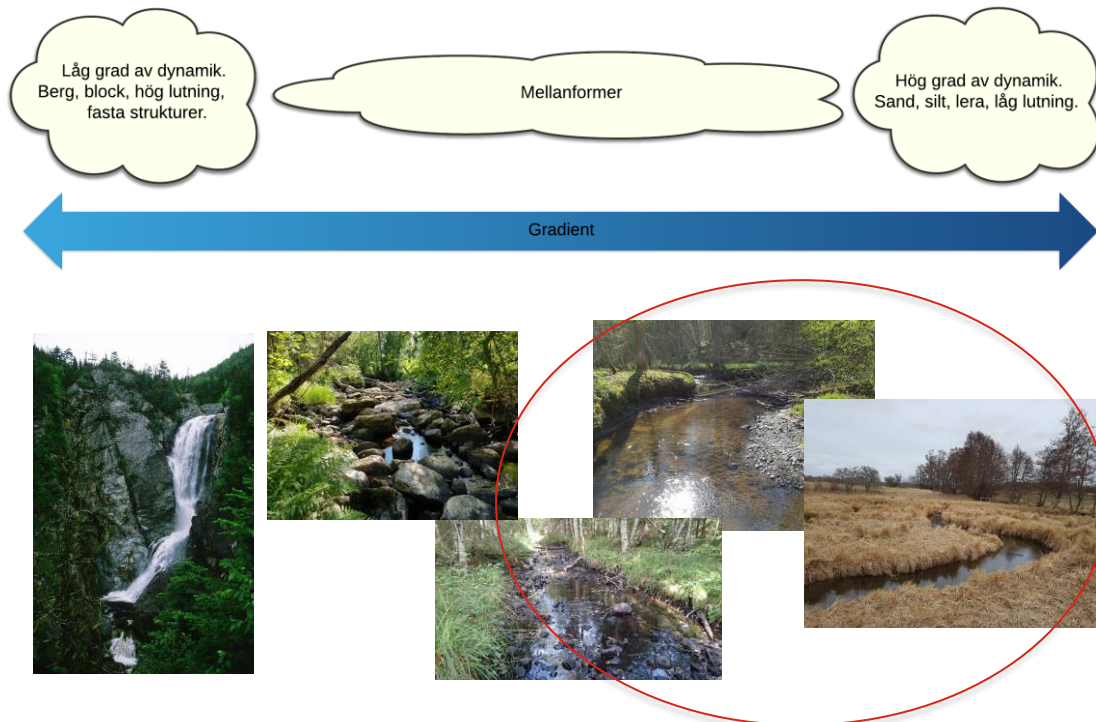 Låg grad av dynamik.
Berg, block, hög lutning,
fasta strukturer.
Mellanformer
Hög grad av dynamik.
Sand, silt, lera, låg lutning.
Gradient